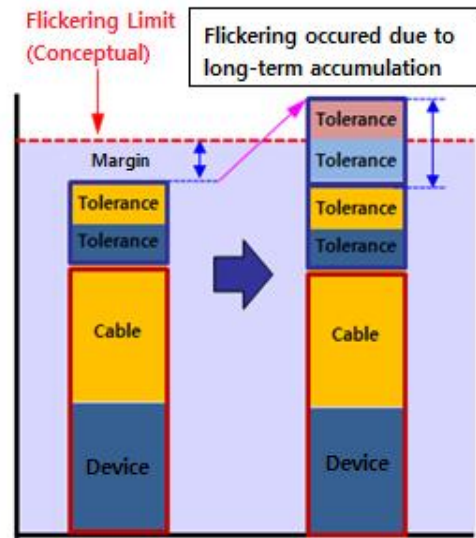 Flickering Limit
(Conceptual)
Flickering occured due to
long-term accumulation
Margin
Tolerance
Tolerance
Cable
Device
Tolerance
Tolerance
Tolerance
Tolerance
Cable
Device